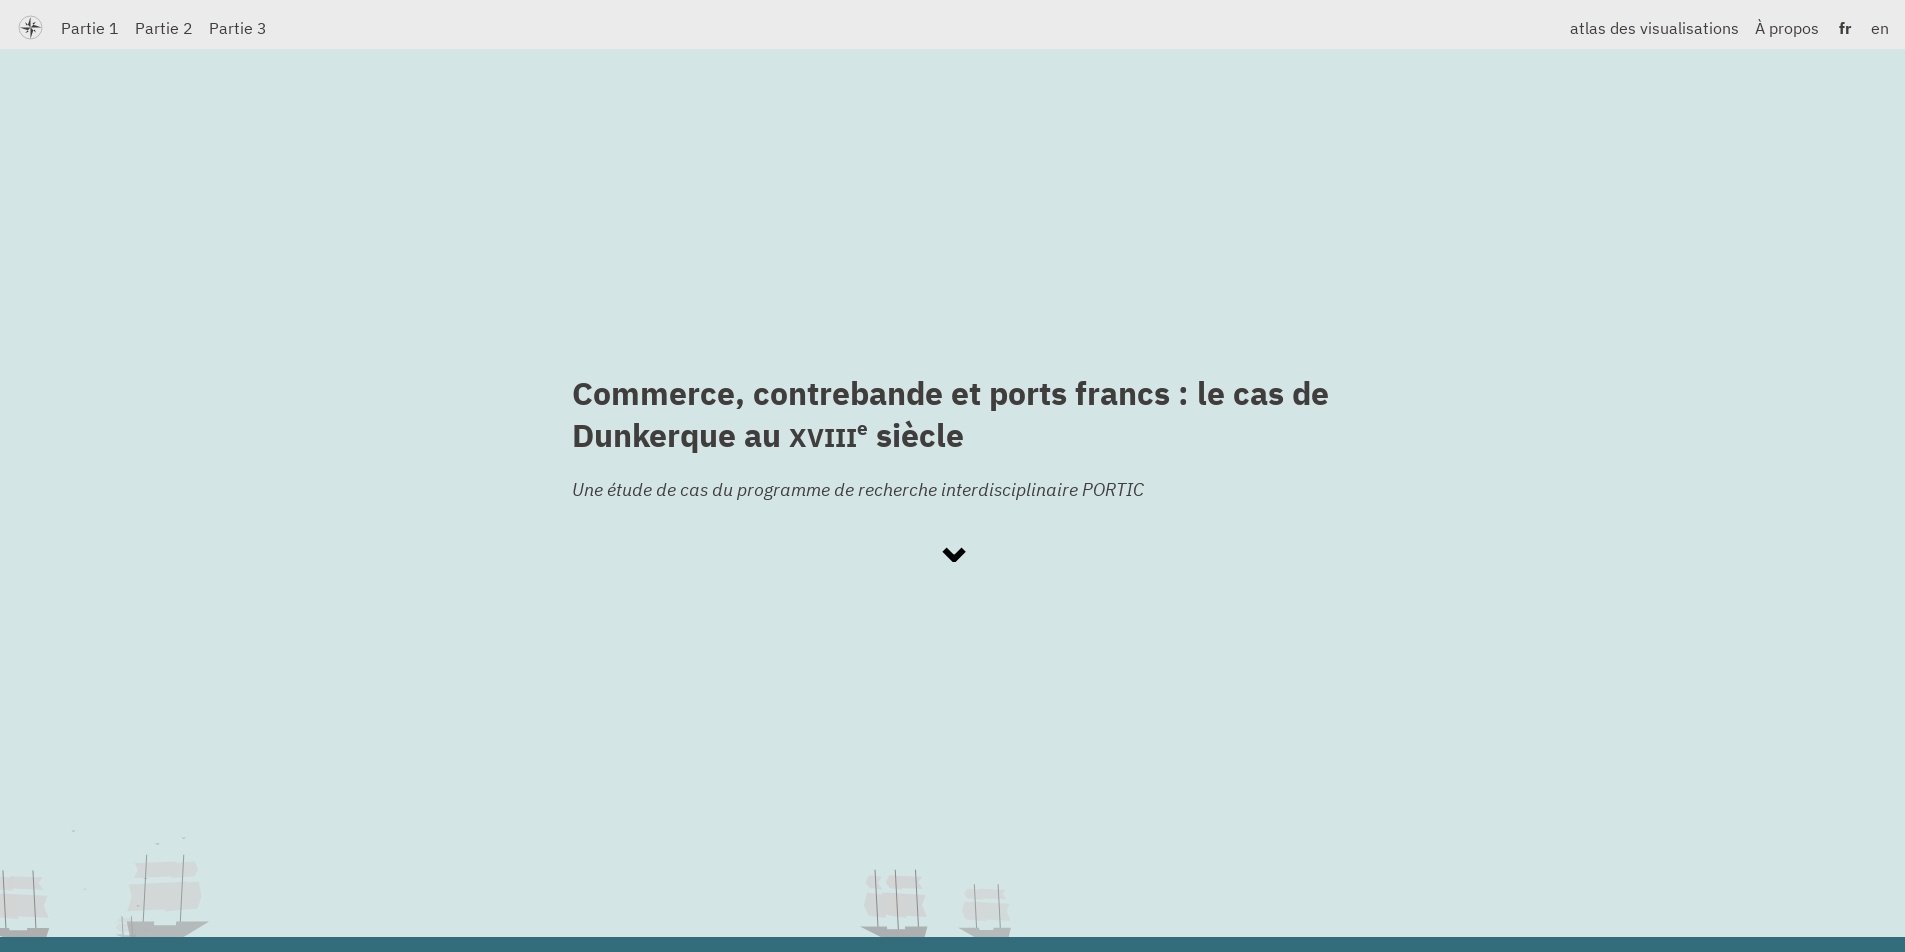 Partie 1 Partie 2 Partie 3 atlas des visualisations À propos fr en
Commerce, contrebande et ports francs : le cas de
Dunkerque au XVIIIe siècle
Une étude de cas du programme de recherche interdisciplinaire PORTIC